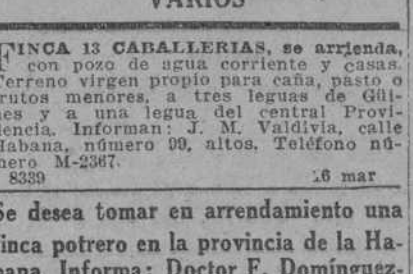 VARIOS
FINCA 13 CABALLERIAS, se arrienda,
con pozo de agua corriente y casas.
Terreno virgen propio para caña, pasto o
frutos menores, a tres leguas de Güi-
nes y a una legua del central Provi-
dencia. Informan: J. M. Valdivia, calle
Habana, número 99, altos. Teléfono nú-
mero M-2367.
8339 16 mar
Se desea tomar en arrendamiento una
finca potrero en la provincia de la Ha-
bana. Informa: Doctor F. Domínguez.